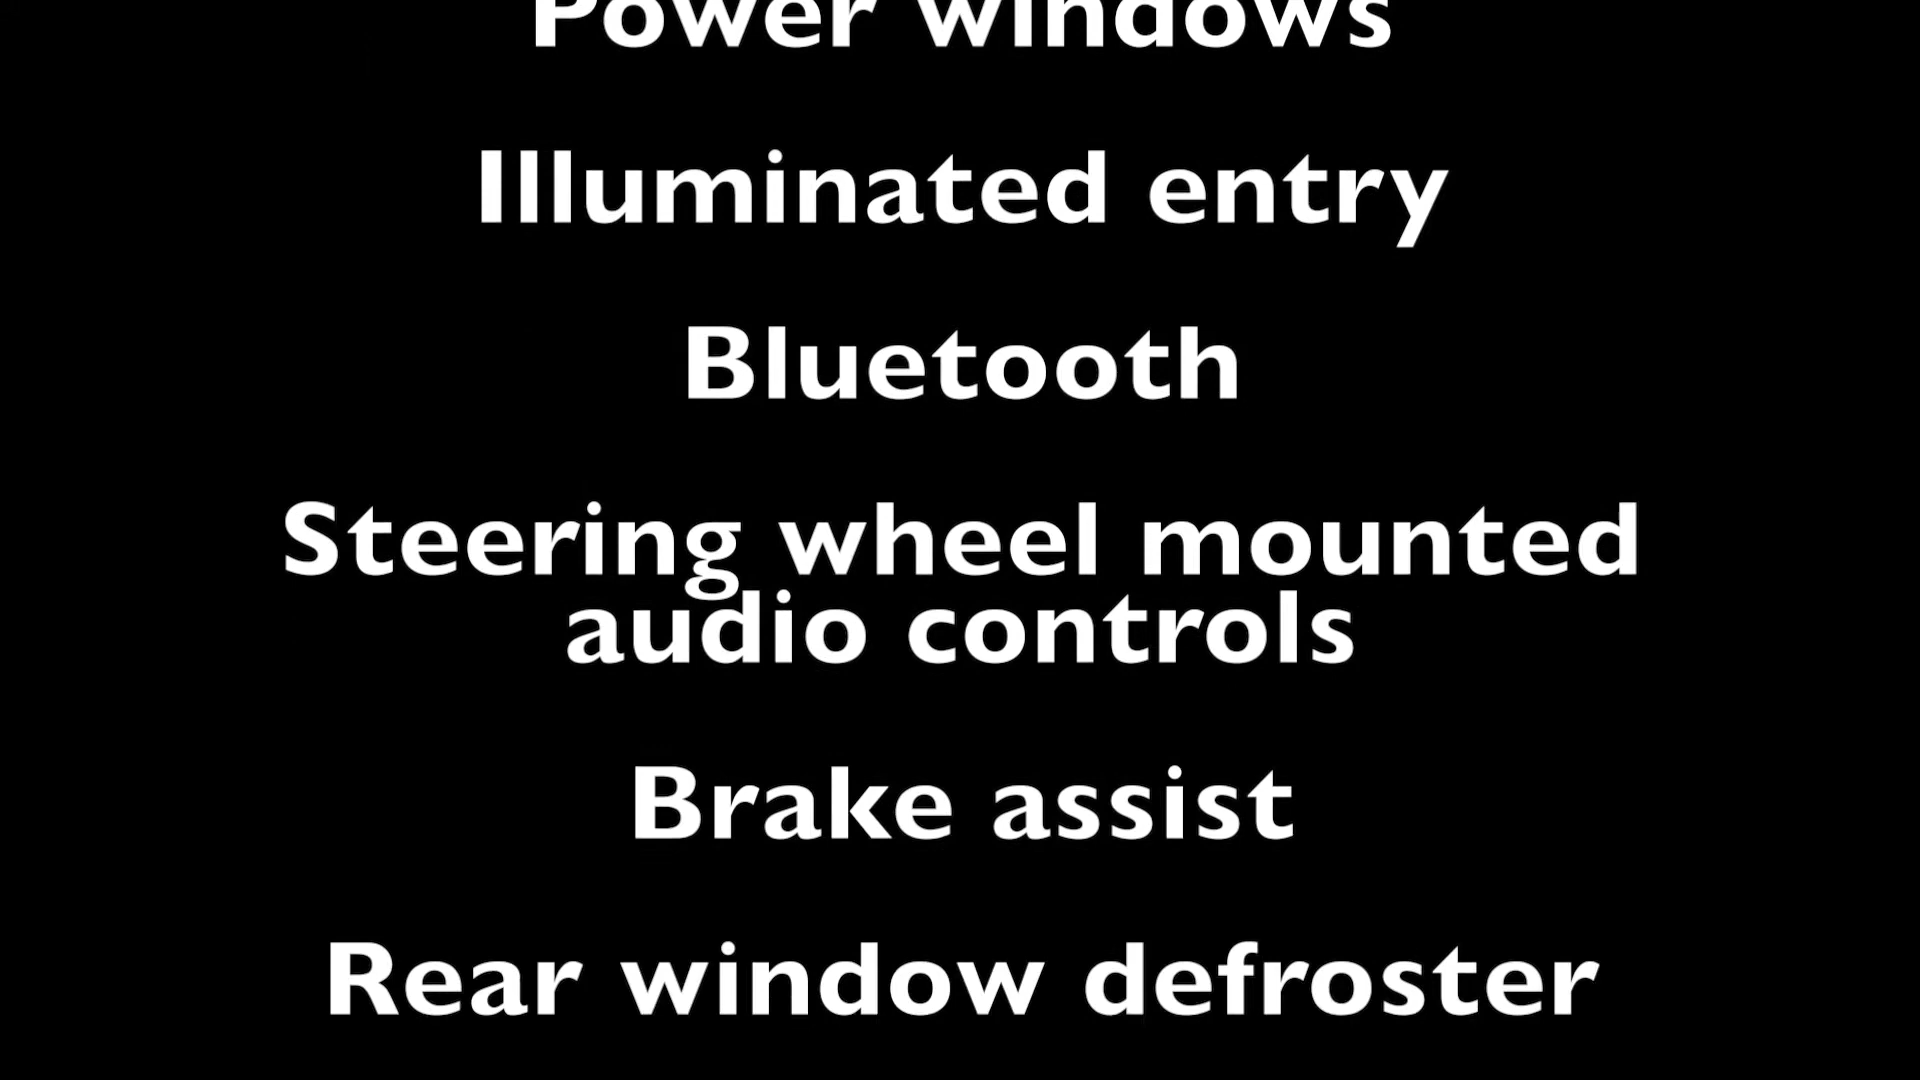 Power windows
Illuminated entry
Bluetooth
Steering wheel mounted
audio controls
Brake assist
Rear window defroster